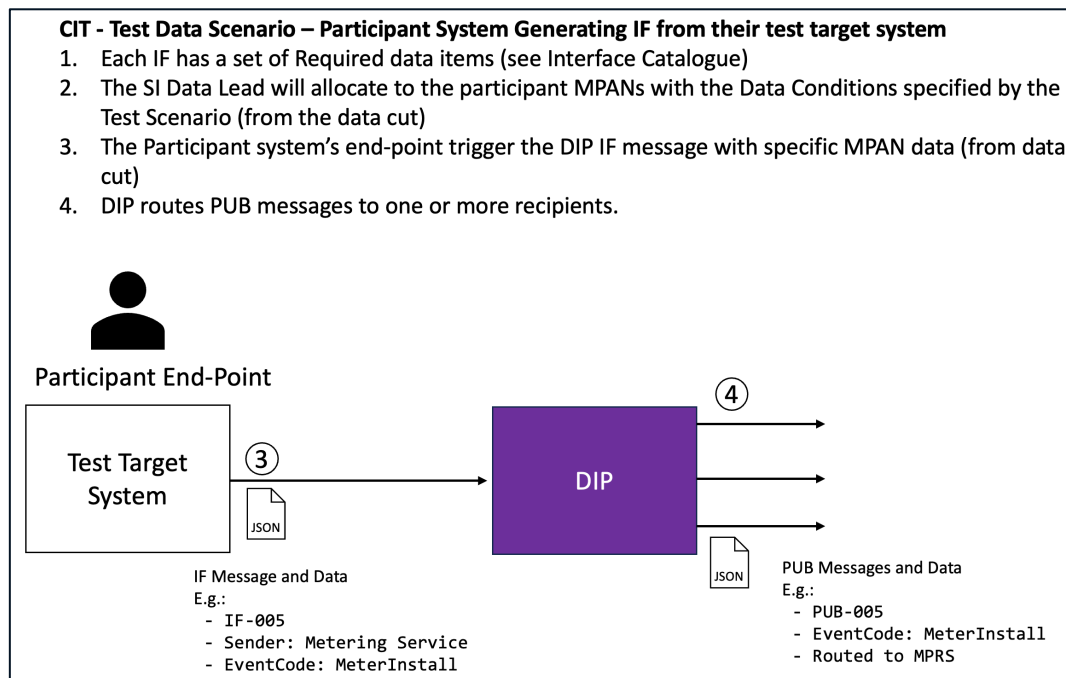 CIT - Test Data Scenario – Participant System Generating IF from their test target system
1. Each IF has a set of Required data items (see Interface Catalogue)
2. The SI Data Lead will allocate to the participant MPANs with the Data Conditions specified by the
Test Scenario (from the data cut)
3. The Participant system’s end-point trigger the DIP IF message with specific MPAN data (from data
cut)
4. DIP routes PUB messages to one or more recipients.
Participant End-Point
Test Target
System
3
JSON
IF Message and Data
E.g.:
- IF-005
- Sender: Metering Service
- EventCode: MeterInstall
DIP
4
JSON
PUB Messages and Data
E.g.:
- PUB-005
- EventCode: MeterInstall
- Routed to MPRS